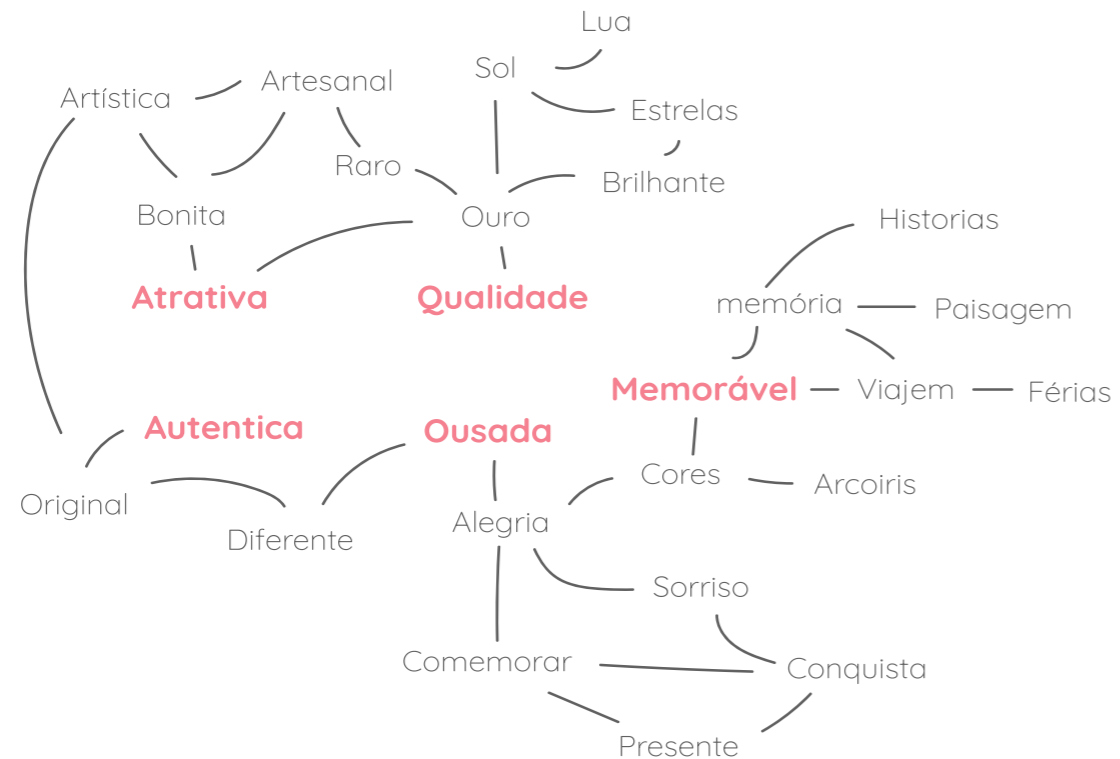 Lua
Sol
Artesanal
Artística
Estrelas
Raro
Brilhante
Bonita
Ouro
Historias
Atrativa
Qualidade
memória
Paisagem
Memorável
Viajem
Férias
Autentica
Ousada
Cores
Arcoiris
Original
Alegria
Diferente
Sorriso
Comemorar
Conquista
Presente